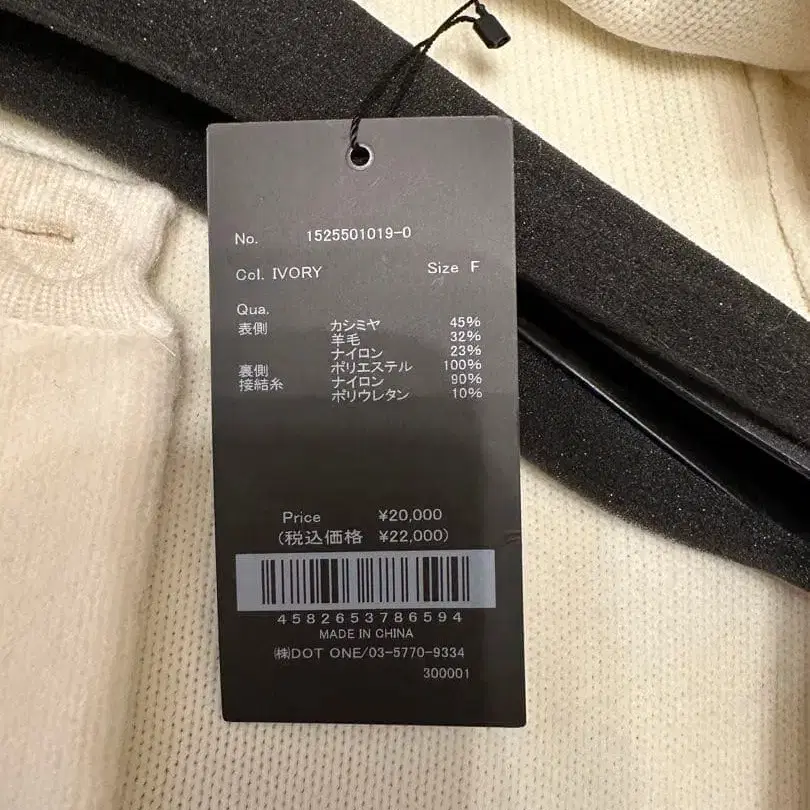 No. 1525501019-0
Col. IVORY Size F
Qua.
表側 カシミヤ 45%
羊毛 32%
ナイロン 23%
裏側 ポリエステル 100%
接結糸 ナイロン 90%
ポリウレタン 10%
Price ¥20,000
(税込価格 ¥22,000)
4582653786594
MADE IN CHINA
㈱DOT ONE/03-5770-9334
300001